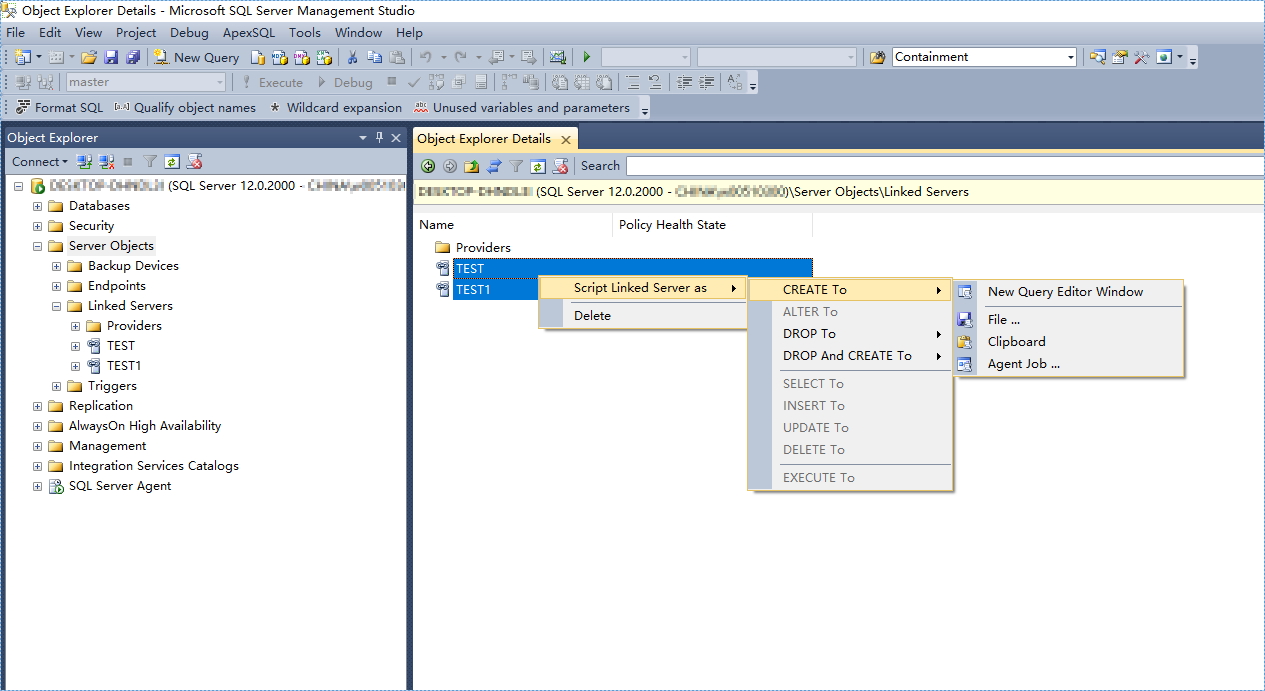 Object Explorer Details - Microsoft SQL Server Management Studio
File Edit View Project Debug ApexSQL Tools Window Help
New Query Containment
master Execute Debug
Format SQL Qualify object names Wildcard expansion Unused variables and parameters
Object Explorer
Connect
(SQL Server 12.0.2000 -
Databases
Security
Server Objects
Backup Devices
Endpoints
Linked Servers
Providers
TEST
TEST1
Triggers
Replication
AlwaysOn High Availability
Management
Integration Services Catalogs
SQL Server Agent
Object Explorer Details
Search
(SQL Server 12.0.2000 - )\Server Objects\Linked Servers
Name Policy Health State
Providers
TEST
TEST1
Script Linked Server as
Delete
CREATE To
ALTER To
DROP To
DROP And CREATE To
SELECT To
INSERT To
UPDATE To
DELETE To
EXECUTE To
New Query Editor Window
File ...
Clipboard
Agent Job ...